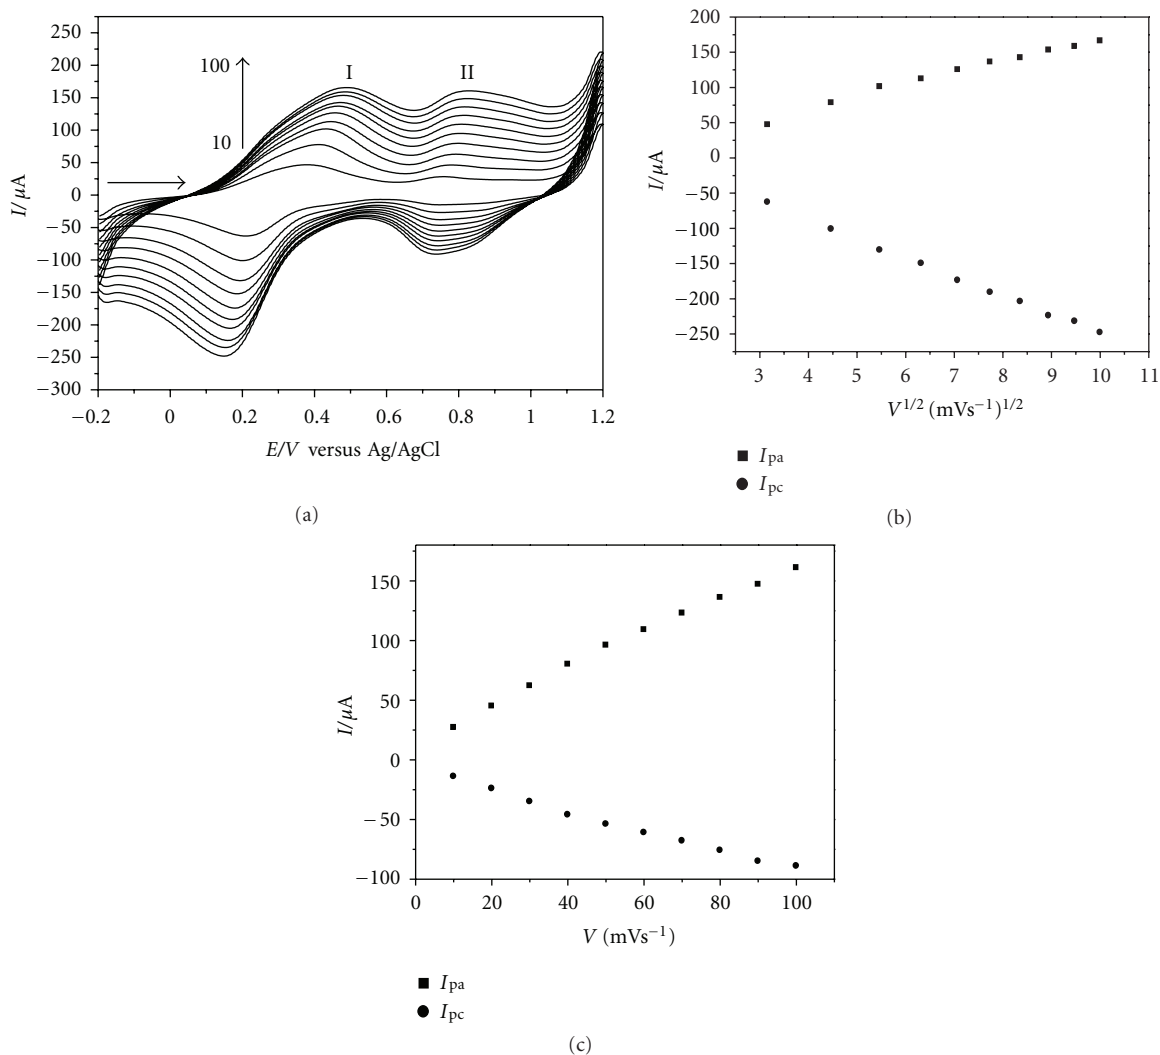 250
200
150
100
50
0
−50
−100
−150
−200
−250
−300
I/μA
100
10
I
II
−0.2 0 0.2 0.4 0.6 0.8 1 1.2
E/V versus Ag/AgCl
(a)
200
150
100
50
0
−50
−100
−150
−200
−250
I/μA
3 4 5 6 7 8 9 10 11
V^1/2 (mVs^−1)^1/2
Ipa
Ipc
(b)
150
100
50
0
−50
−100
I/μA
0 20 40 60 80 100
V (mVs^−1)
Ipa
Ipc
(c)